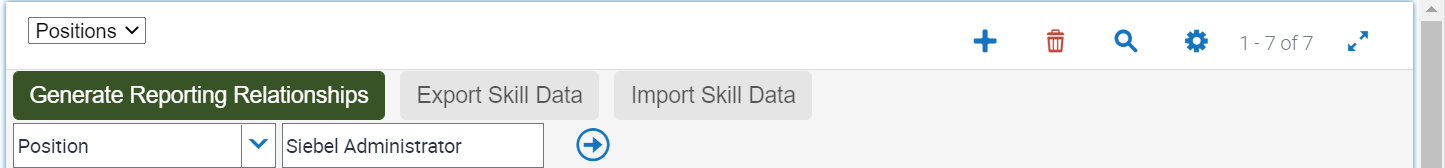 Positions
1 - 7 of 7
Generate Reporting Relationships Export Skill Data Import Skill Data
Position Siebel Administrator